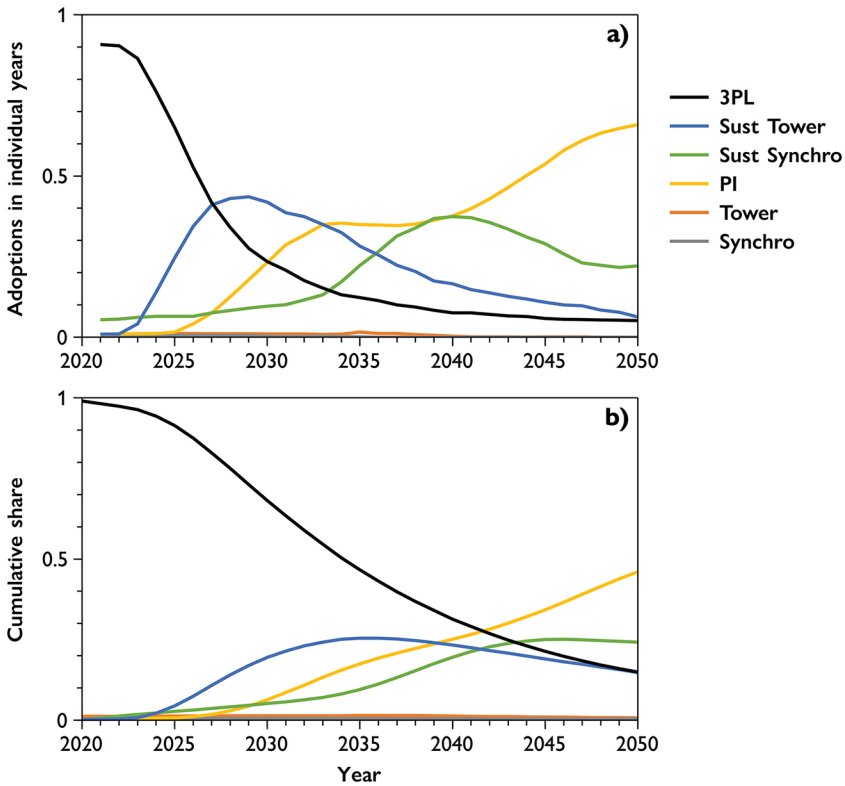 1
a)
Adoptions in individual years
0.5
0
2020 2025 2030 2035 2040 2045 2050
3PL
Sust Tower
Sust Synchro
PI
Tower
Synchro
1
b)
Cumulative share
0.5
0
2020 2025 2030 2035 2040 2045 2050
Year